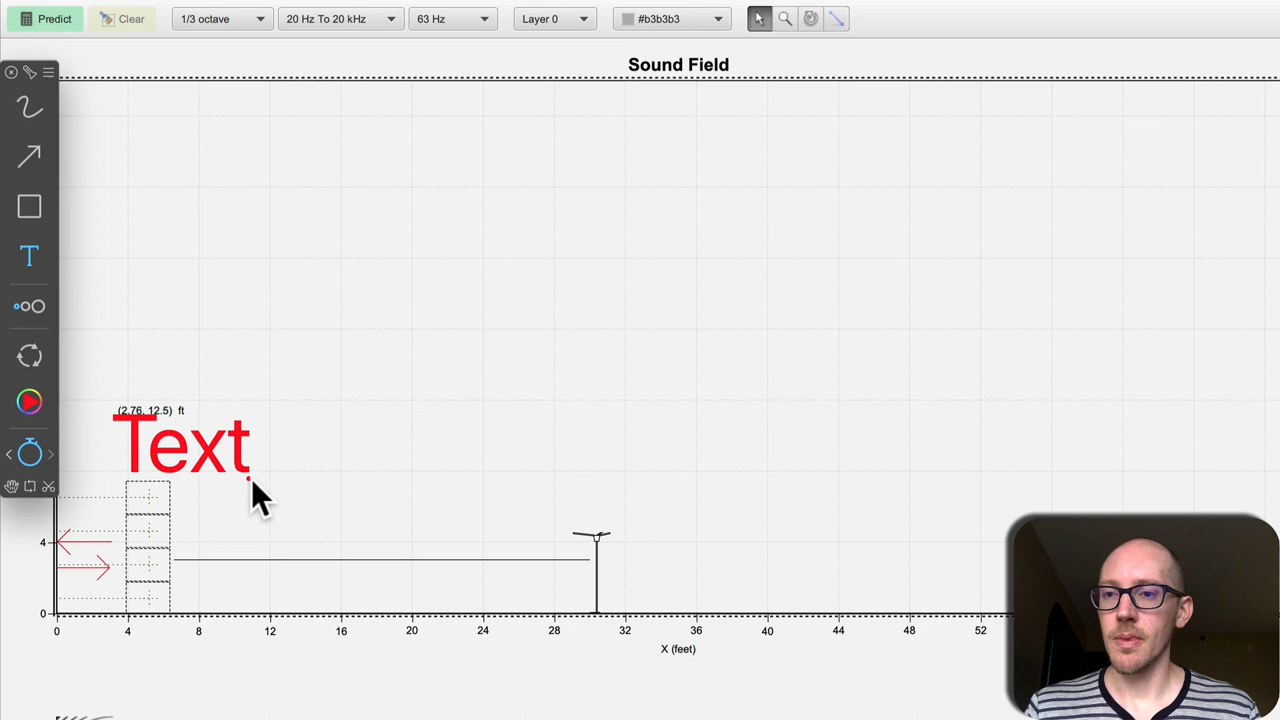 Predict
Clear
1/3 octave
20 Hz To 20 kHz
63 Hz
Layer 0
#b3b3b3
Sound Field
T
(2.76, 12.5) ft
Text
4
0
0 4 8 12 16 20 24 28 32 36 40 44 48 52
X (feet)